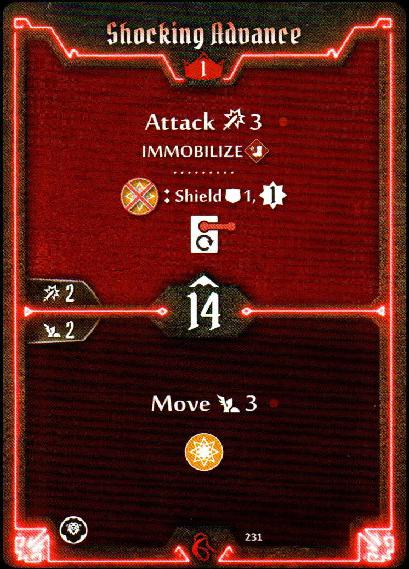 Shocking Advance
1
Attack 3
IMMOBILIZE
: Shield 1, 1
2
14
2
Move 3
231